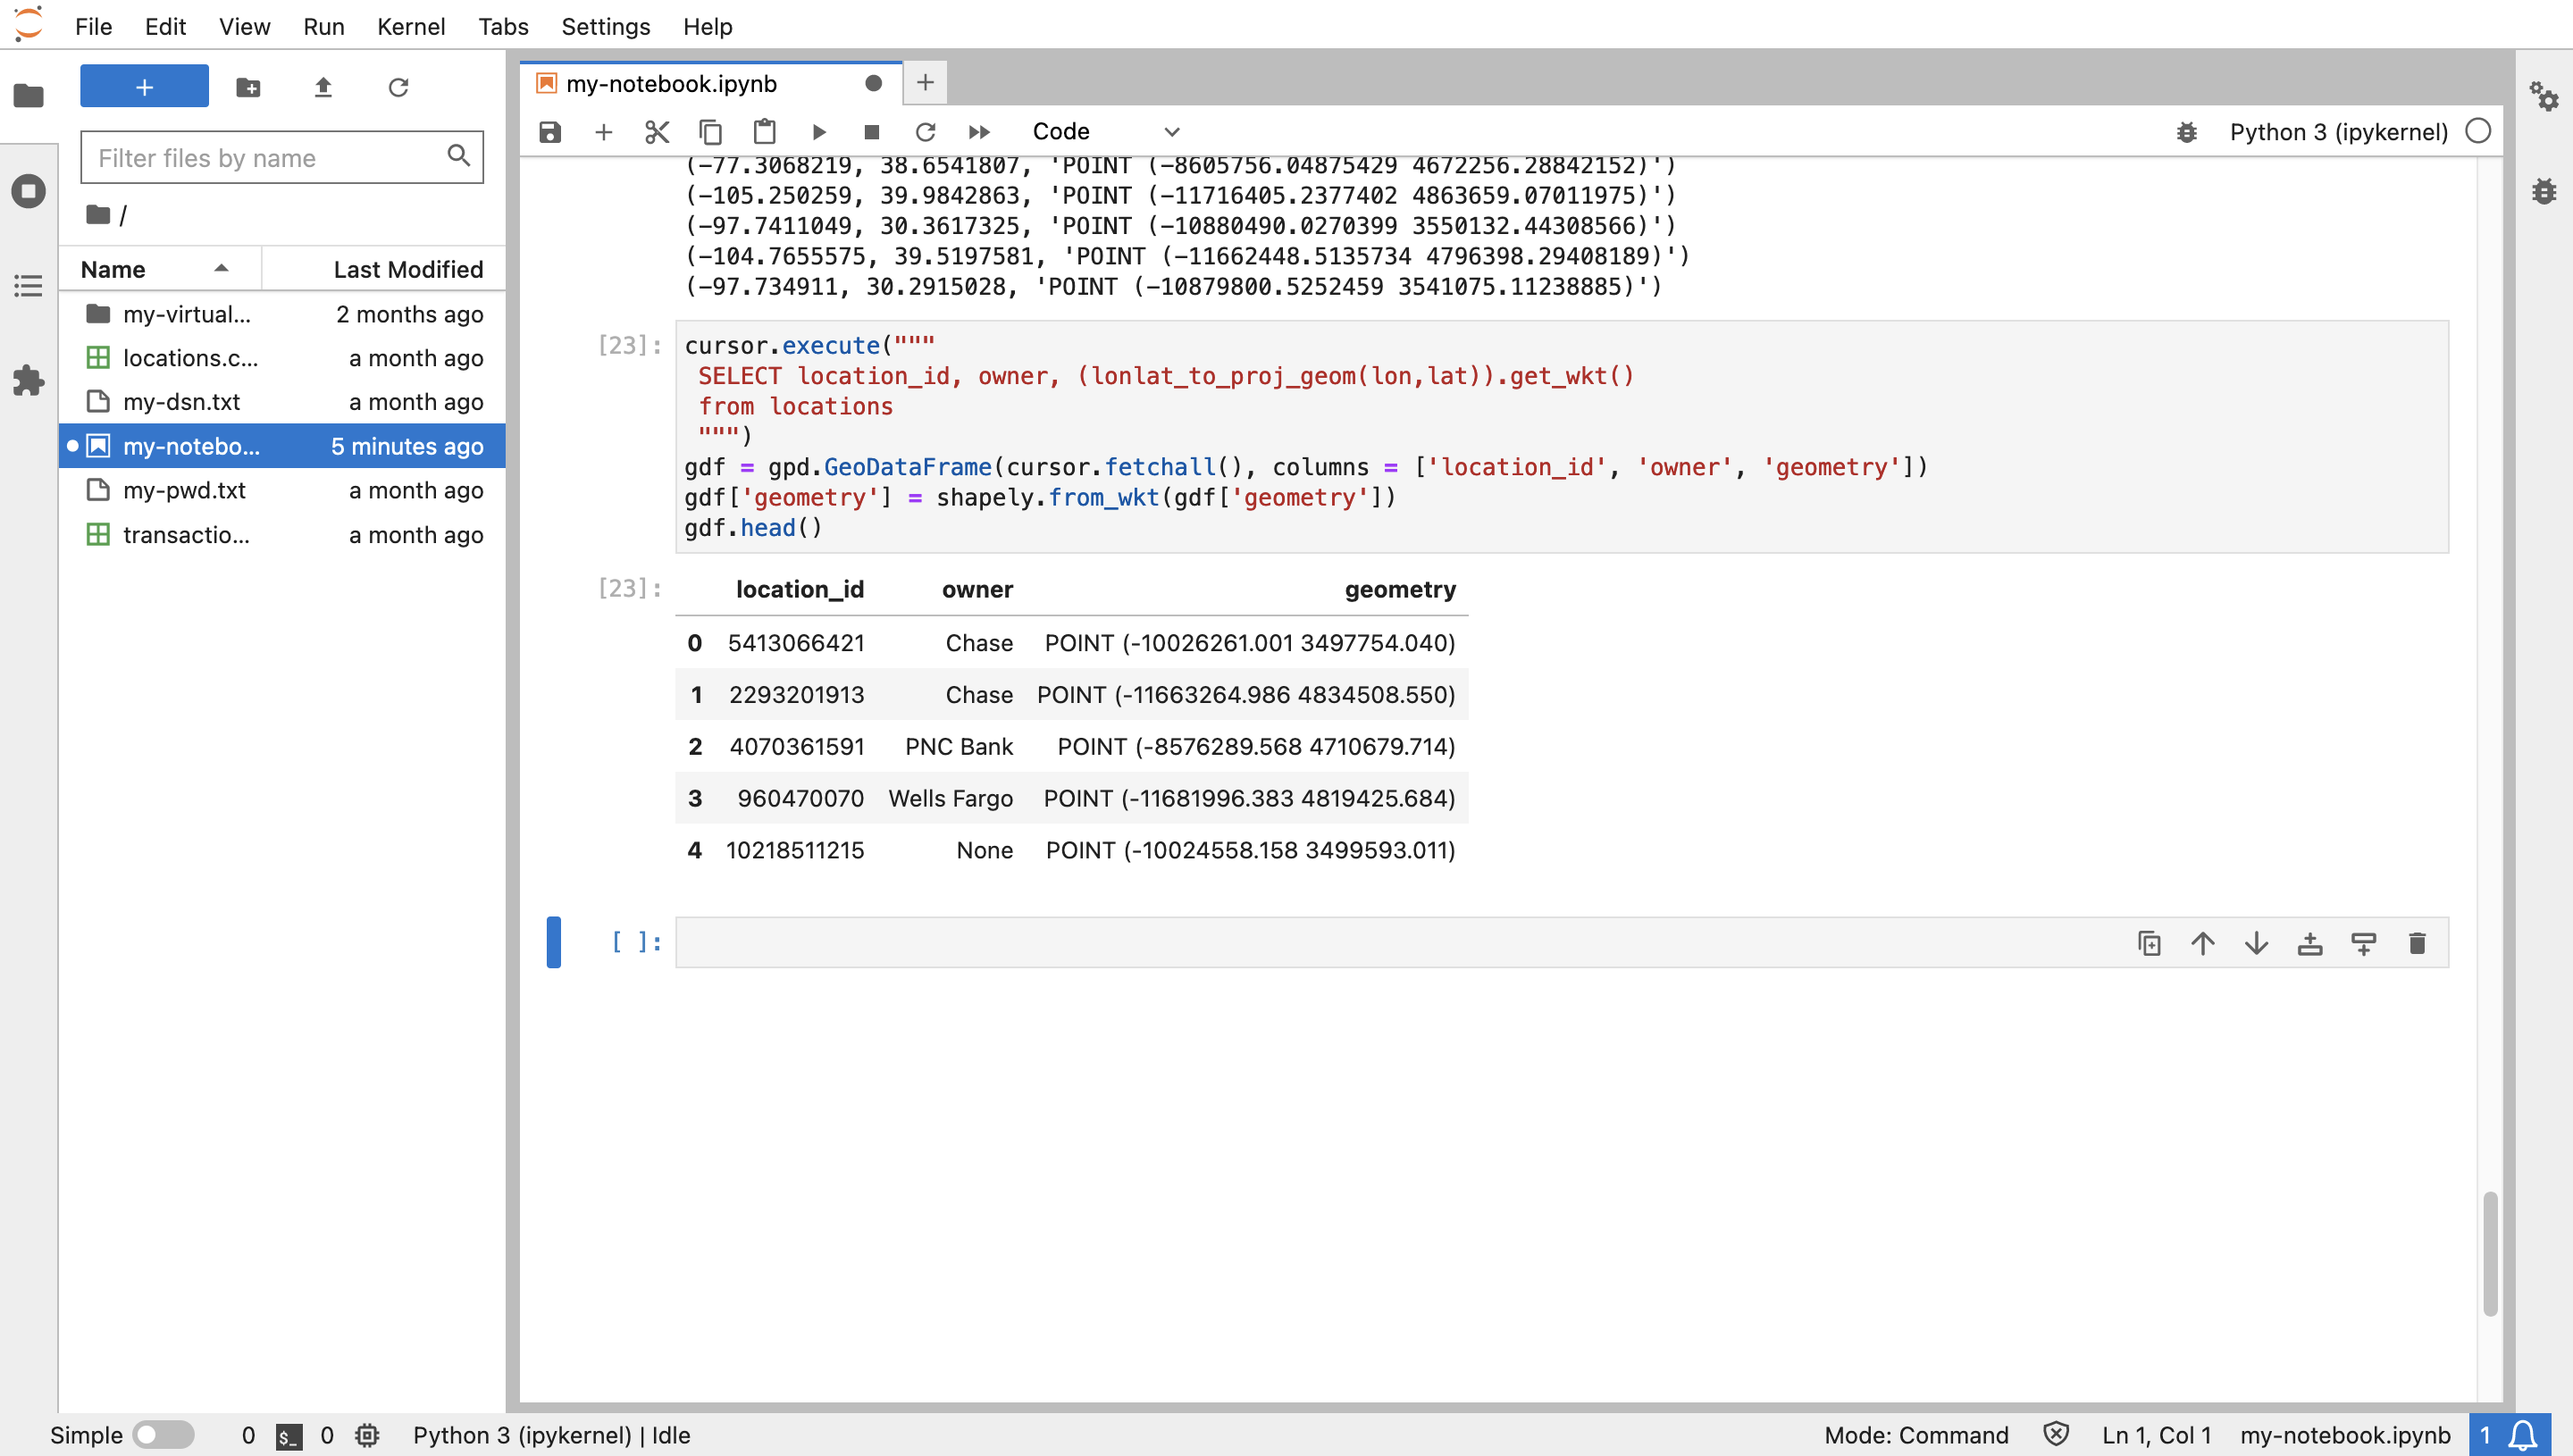 File Edit View Run Kernel Tabs Settings Help
my-notebook.ipynb
Filter files by name
/
Name Last Modified
my-virtual... 2 months ago
locations.c... a month ago
my-dsn.txt a month ago
my-notebo... 5 minutes ago
my-pwd.txt a month ago
transactio... a month ago
Code
Python 3 (ipykernel)
(-77.3068219, 38.6541807, 'POINT (-8605756.04875429 4672256.28842152)')
(-105.250259, 39.9842863, 'POINT (-11716405.2377402 4863659.07011975)')
(-97.7411049, 30.3617325, 'POINT (-10880490.0270399 3550132.44308566)')
(-104.7655575, 39.5197581, 'POINT (-11662448.5135734 4796398.29408189)')
(-97.734911, 30.2915028, 'POINT (-10879800.5252459 3541075.11238885)')
[23]: cursor.execute("""
SELECT location_id, owner, (lonlat_to_proj_geom(lon,lat)).get_wkt()
from locations
""")
gdf = gpd.GeoDataFrame(cursor.fetchall(), columns = ['location_id', 'owner', 'geometry'])
gdf['geometry'] = shapely.from_wkt(gdf['geometry'])
gdf.head()
[23]: location_id owner geometry
0 5413066421 Chase POINT (-10026261.001 3497754.040)
1 2293201913 Chase POINT (-11663264.986 4834508.550)
2 4070361591 PNC Bank POINT (-8576289.568 4710679.714)
3 960470070 Wells Fargo POINT (-11681996.383 4819425.684)
4 10218511215 None POINT (-10024558.158 3499593.011)
[ ]:
Simple 0 $_ 0 Python 3 (ipykernel) | Idle Mode: Command Ln 1, Col 1 my-notebook.ipynb 1